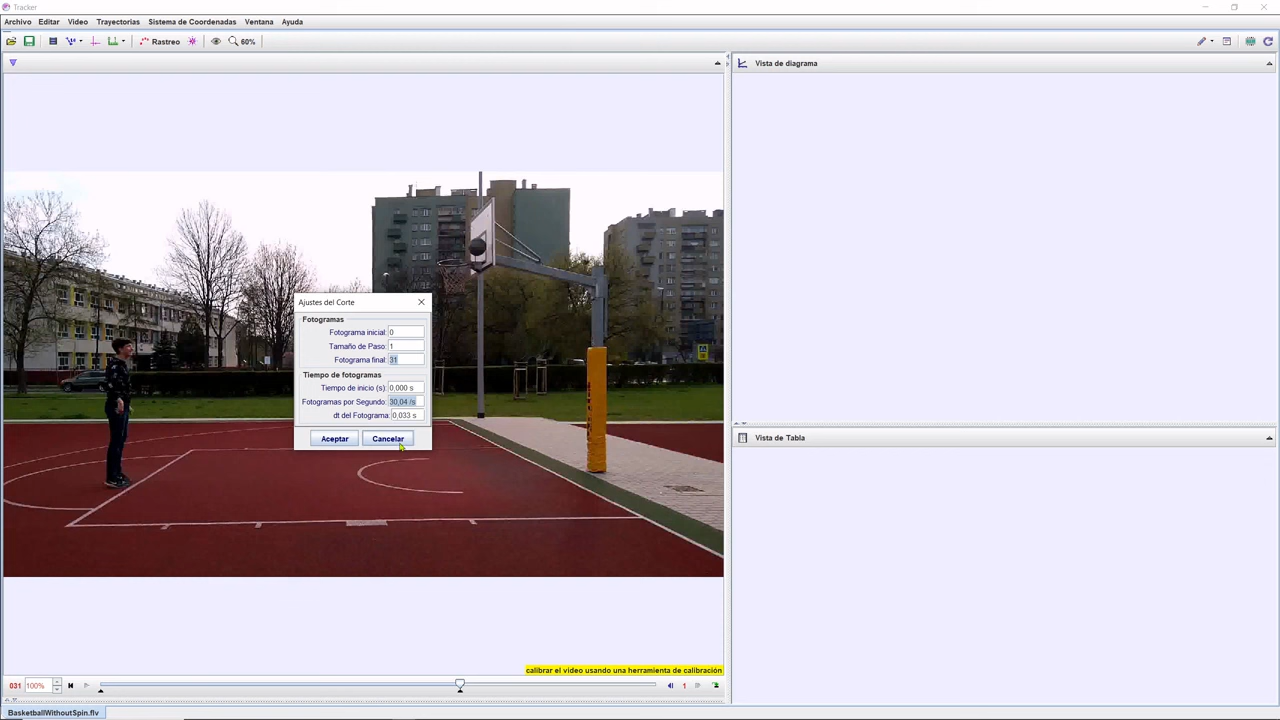 Tracker
Archivo Editar Video Trayectorias Sistema de Coordenadas Ventana Ayuda
Rastreo 60%
Vista de diagrama
Ajustes del Corte
Fotogramas
Fotograma inicial: 0
Tamaño de Paso: 1
Fotograma final: 31
Tiempo de fotogramas
Tiempo de inicio (s): 0,000 s
Fotogramas por Segundo: 30,04 /s
dt del Fotograma: 0,033 s
Aceptar Cancelar
Vista de Tabla
calibrar el video usando una herramienta de calibración
031 100% 1
BasketballWithoutSpin.flv